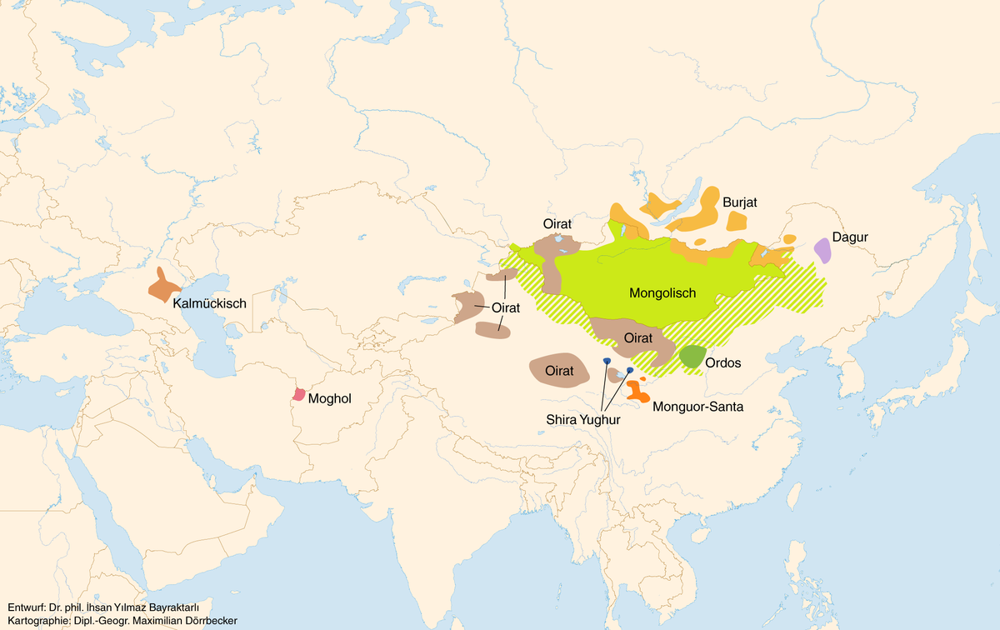 Burjat
Oirat
Dagur
Mongolisch
Kalmückisch
Oirat
Oirat
Ordos
Oirat
Moghol
Monguor-Santa
Shira Yughur
Entwurf: Dr. phil. İhsan Yılmaz Bayraktarlı
Kartographie: Dipl.-Geogr. Maximilian Dörrbecker